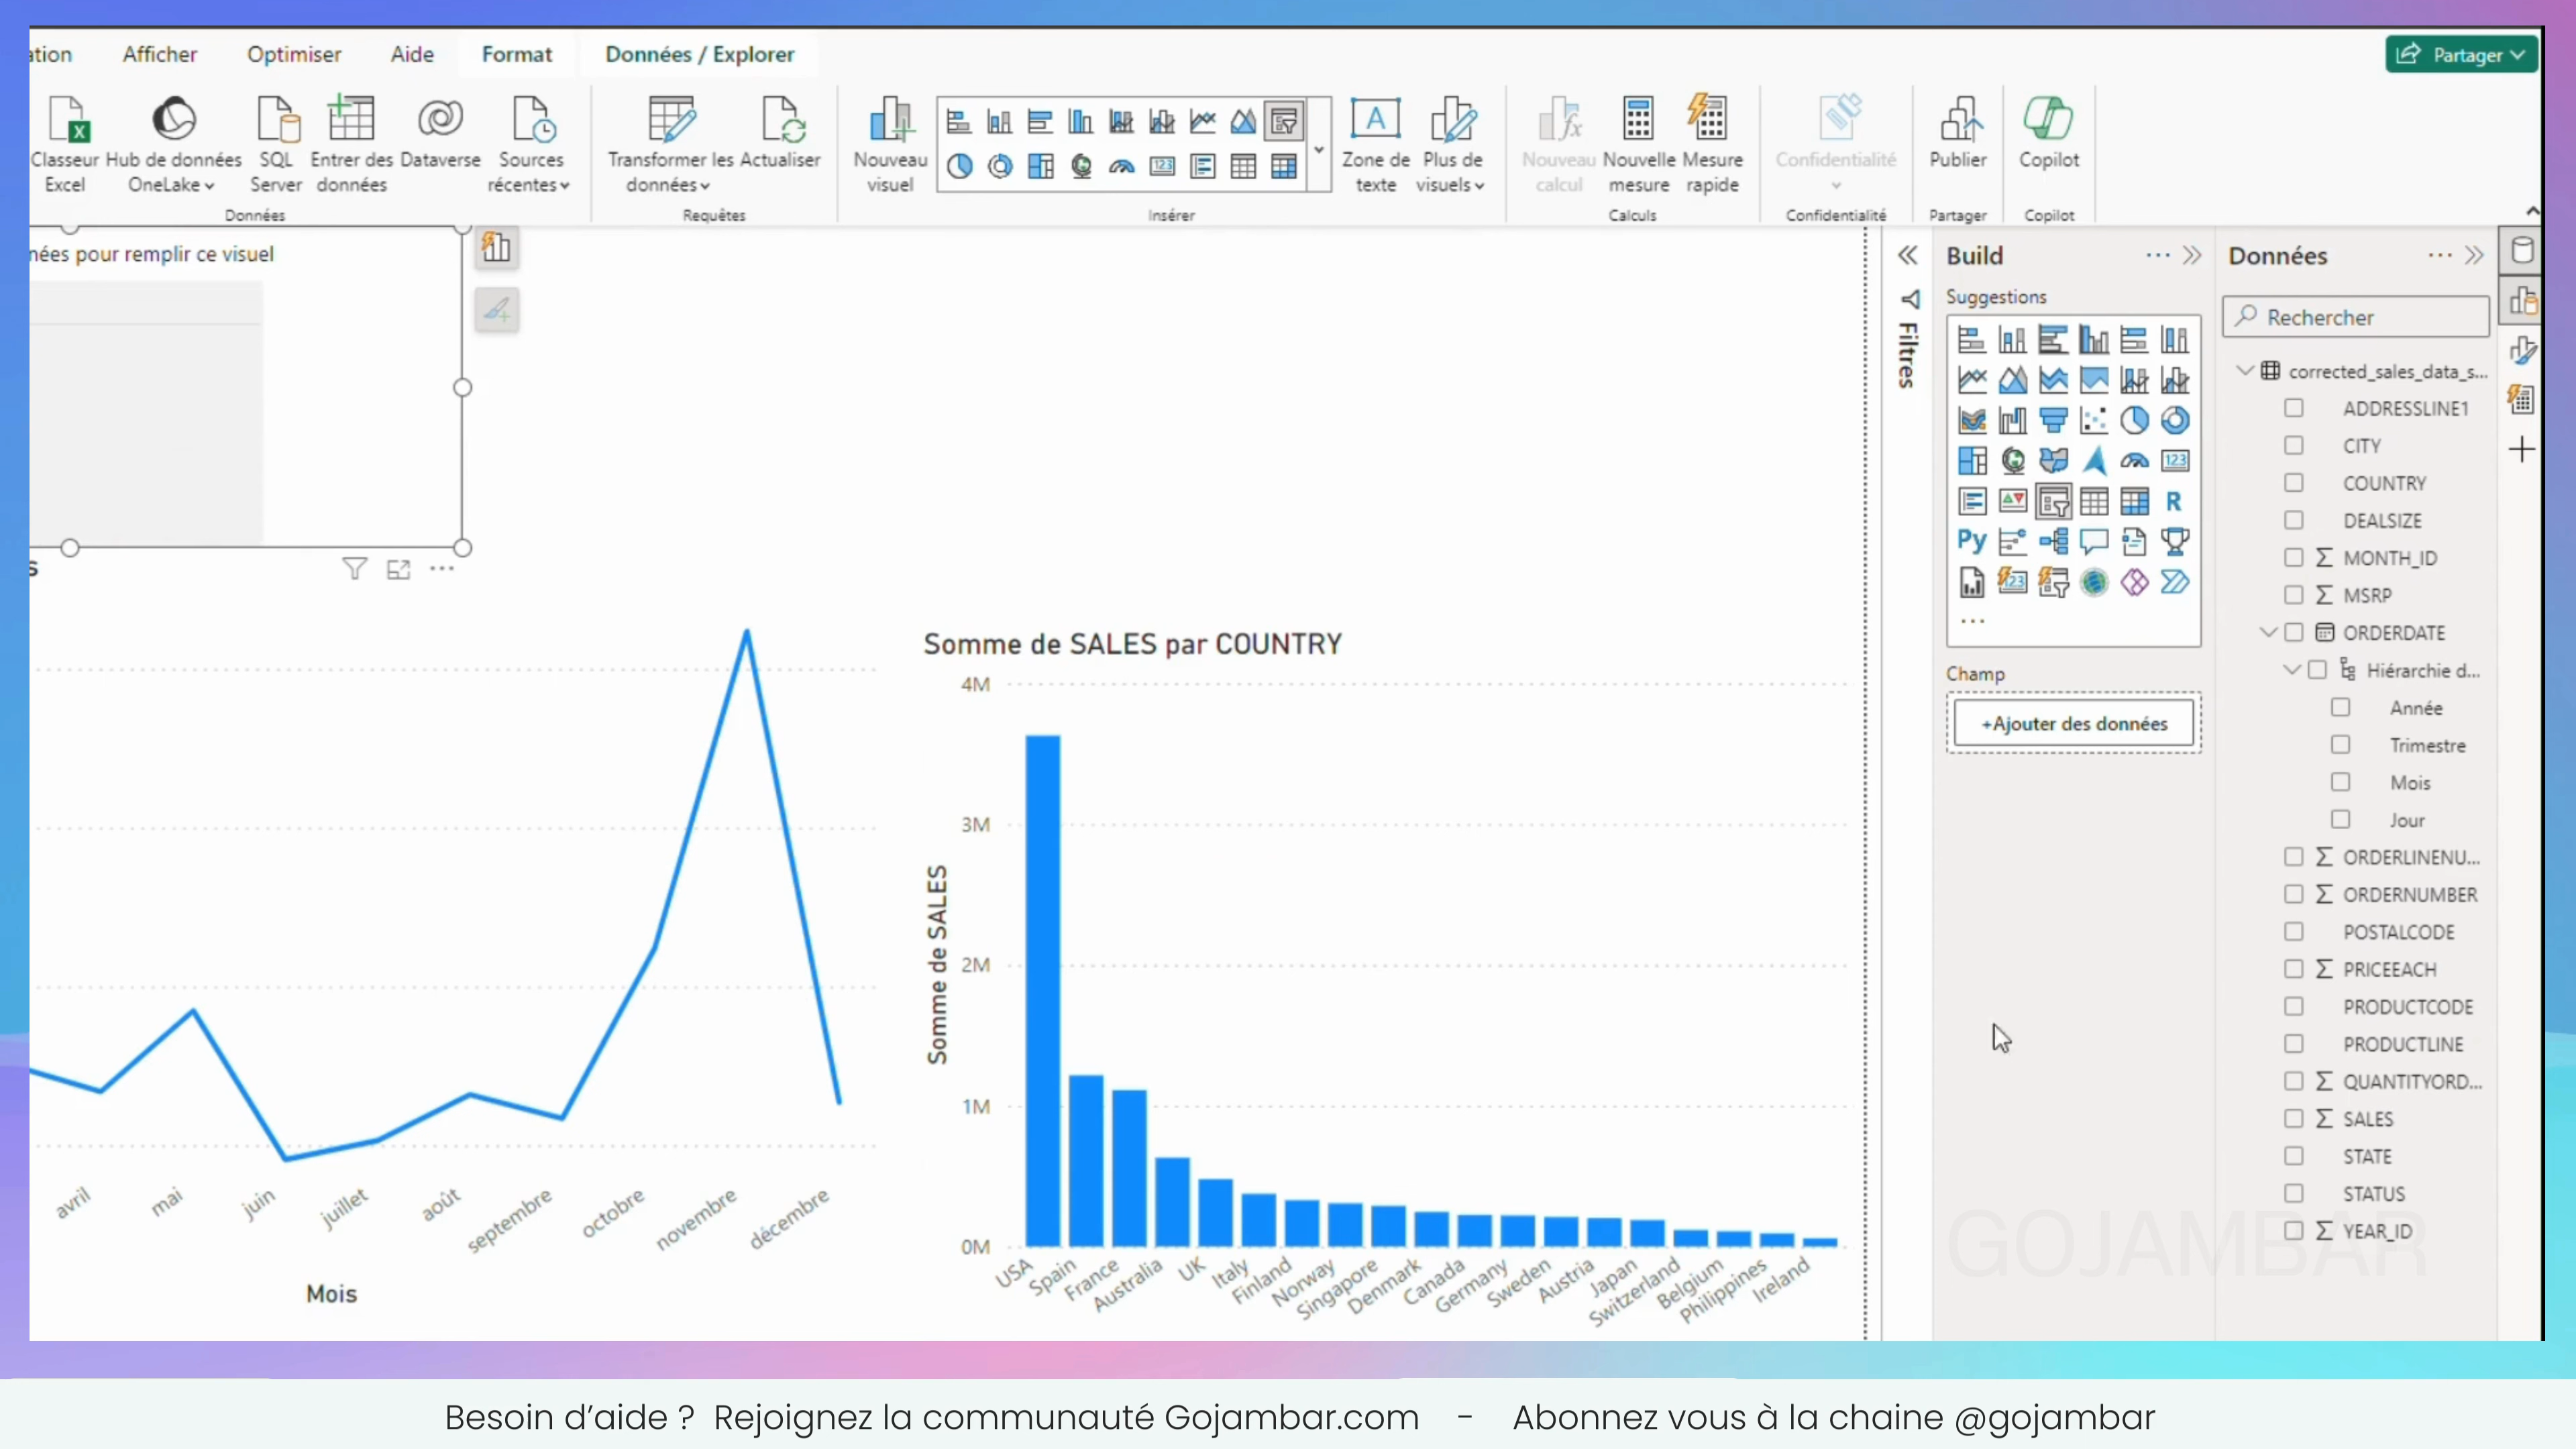 ation
Afficher
Optimiser
Aide
Format
Données / Explorer
Partager
Classeur Excel
Hub de données OneLake
SQL Server
Entrer des données
Dataverse
Sources récentes
Données
Transformer les données
Actualiser
Requêtes
Nouveau visuel
123
Insérer
A
Zone de texte
Plus de visuels
Nouveau calcul
Nouvelle mesure
Mesure rapide
Calculs
Confidentialité
Confidentialité
Publier
Partager
Copilot
Copilot
nées pour remplir ce visuel
s
avril
mai
juin
juillet
août
septembre
octobre
novembre
décembre
Mois
Somme de SALES par COUNTRY
Somme de SALES
4M
3M
2M
1M
0M
USA
Spain
France
Australia
UK
Italy
Finland
Norway
Singapore
Denmark
Canada
Germany
Sweden
Austria
Japan
Switzerland
Belgium
Philippines
Ireland
Filtres
Build
Suggestions
123
R
Py
123
Champ
+Ajouter des données
Données
Rechercher
corrected_sales_data_s...
ADDRESSLINE1
CITY
COUNTRY
DEALSIZE
Σ MONTH_ID
Σ MSRP
ORDERDATE
Hiérarchie d...
Année
Trimestre
Mois
Jour
Σ ORDERLINENU...
Σ ORDERNUMBER
POSTALCODE
Σ PRICEEACH
PRODUCTCODE
PRODUCTLINE
Σ QUANTITYORD...
Σ SALES
STATE
STATUS
Σ YEAR_ID
GOJAMBAR
Besoin d'aide ? Rejoignez la communauté Gojambar.com - Abonnez vous à la chaine @gojambar